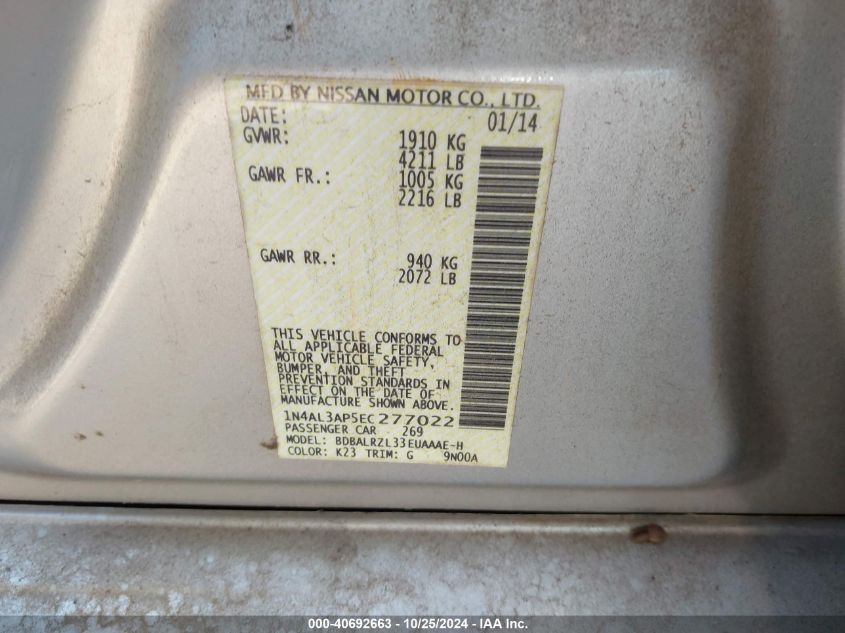 MFD BY NISSAN MOTOR CO., LTD.
DATE: 01/14
GVWR: 1910 KG
4211 LB
GAWR FR.: 1005 KG
2216 LB
GAWR RR.: 940 KG
2072 LB
THIS VEHICLE CONFORMS TO
ALL APPLICABLE FEDERAL
MOTOR VEHICLE SAFETY,
BUMPER, AND THEFT
PREVENTION STANDARDS IN
EFFECT ON THE DATE OF
MANUFACTURE SHOWN ABOVE.
1N4AL3AP5EC277022
PASSENGER CAR 269
MODEL: BDBALRZL33EUAAAE-H
COLOR: K23 TRIM: G 9N00A
000-40692663 - 10/25/2024 - IAAI.com